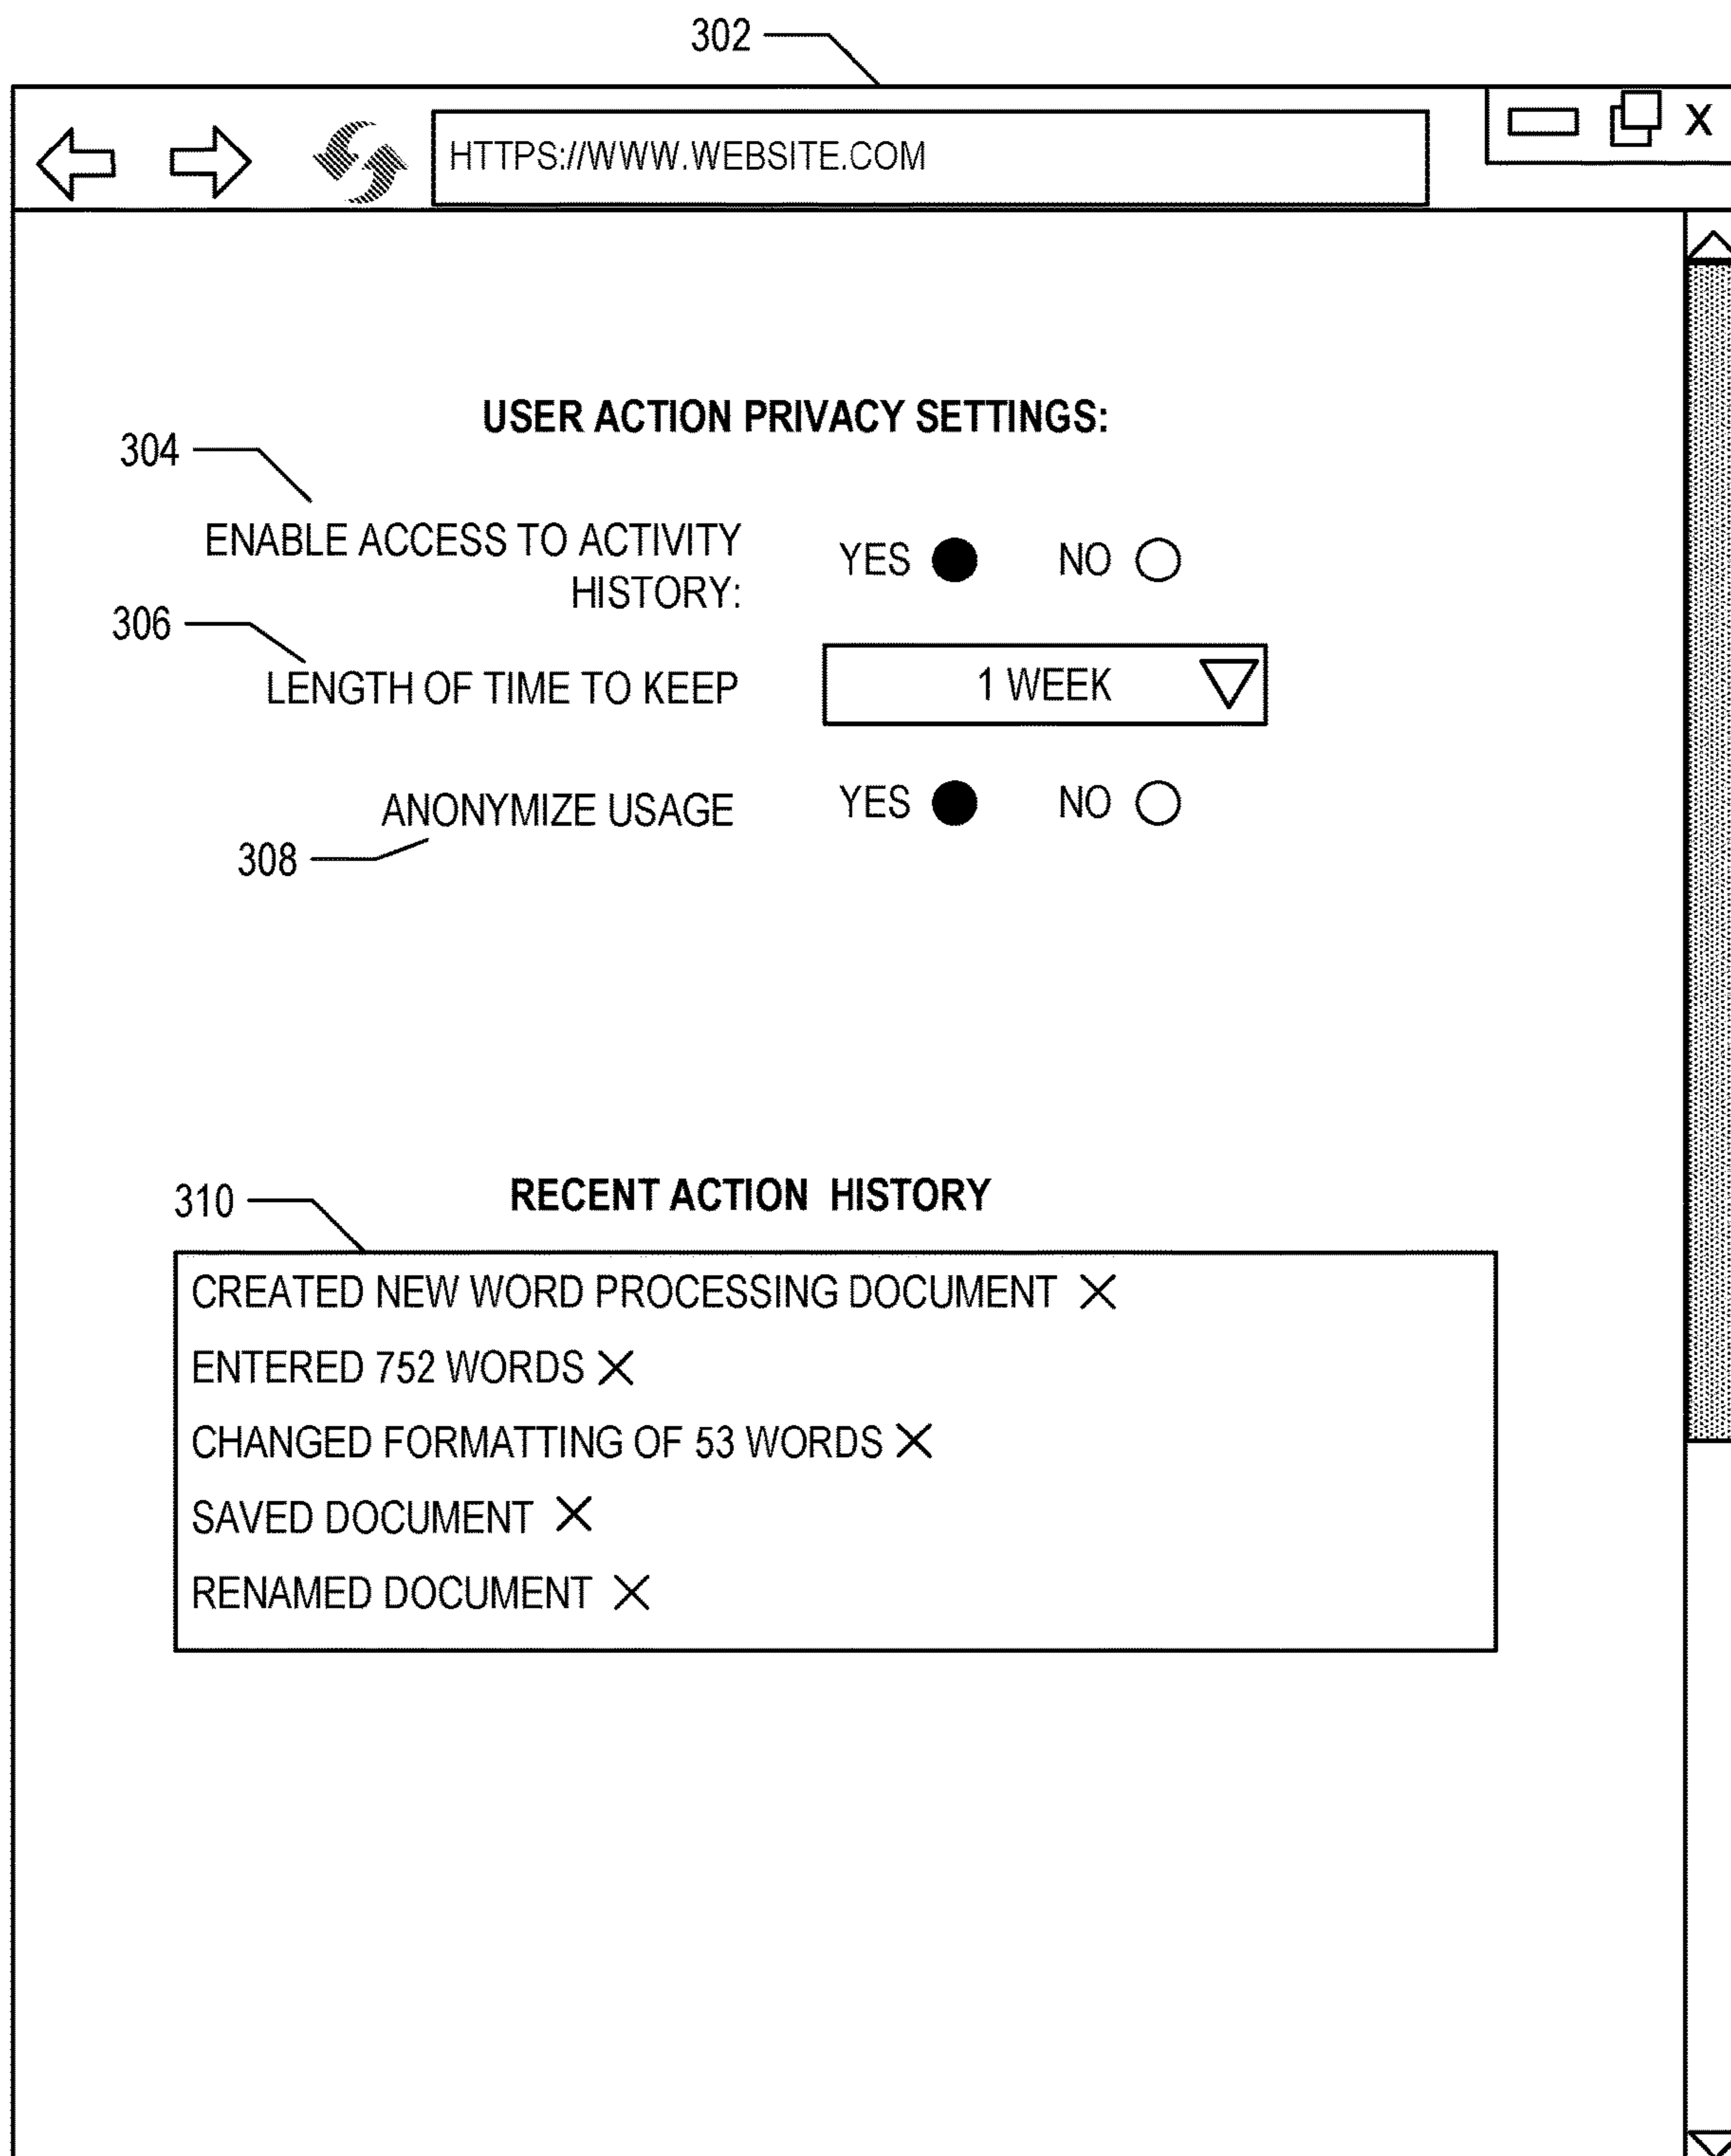 302
HTTPS://WWW.WEBSITE.COM
X
USER ACTION PRIVACY SETTINGS:
304
ENABLE ACCESS TO ACTIVITY
HISTORY:
YES NO
306
LENGTH OF TIME TO KEEP
1 WEEK
ANONYMIZE USAGE
YES NO
308
310
RECENT ACTION HISTORY
CREATED NEW WORD PROCESSING DOCUMENT X
ENTERED 752 WORDS X
CHANGED FORMATTING OF 53 WORDS X
SAVED DOCUMENT X
RENAMED DOCUMENT X